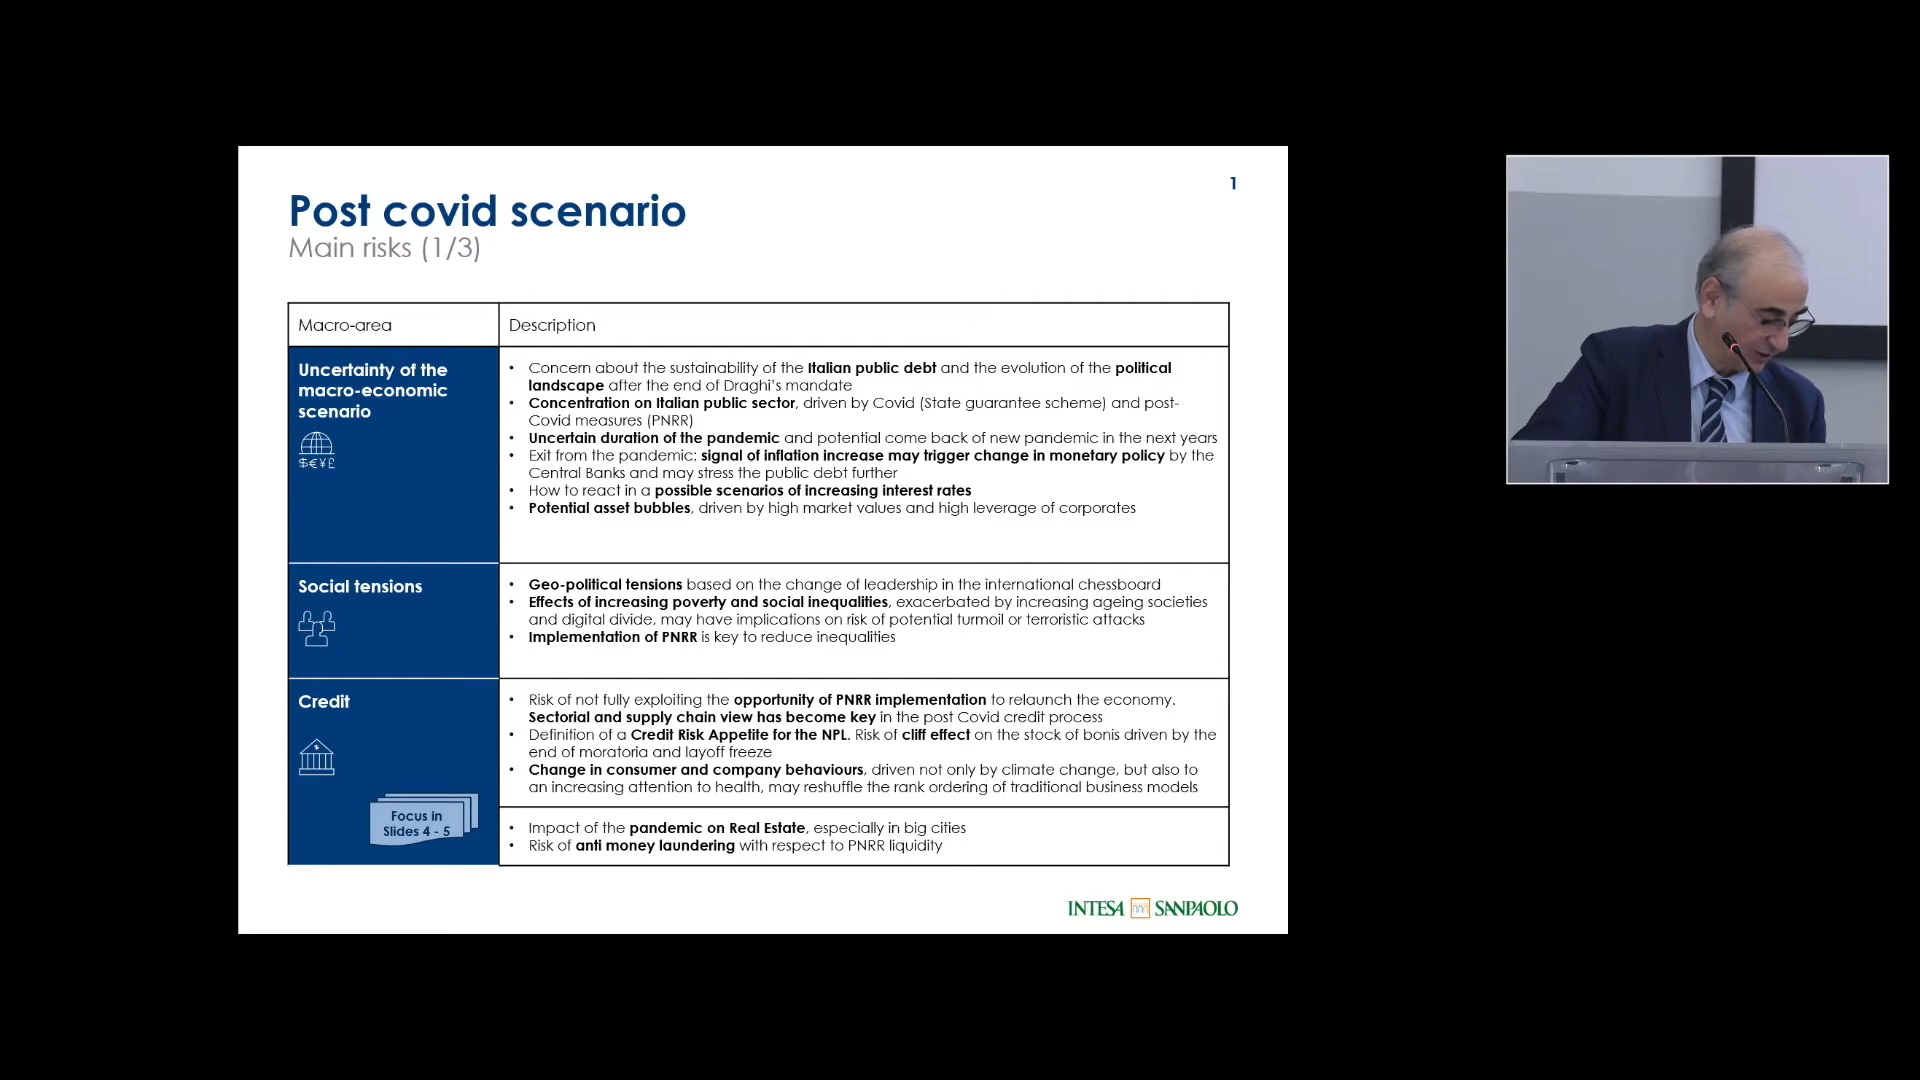 1
Post covid scenario
Main risks (1/3)
Macro-area
Description
Uncertainty of the
macro-economic
scenario
$€¥£
• Concern about the sustainability of the Italian public debt and the evolution of the political
landscape after the end of Draghi's mandate
• Concentration on Italian public sector, driven by Covid (State guarantee scheme) and post-
Covid measures (PNRR)
• Uncertain duration of the pandemic and potential come back of new pandemic in the next years
• Exit from the pandemic: signal of inflation increase may trigger change in monetary policy by the
Central Banks and may stress the public debt further
• How to react in a possible scenarios of increasing interest rates
• Potential asset bubbles, driven by high market values and high leverage of corporates
Social tensions
• Geo-political tensions based on the change of leadership in the international chessboard
• Effects of increasing poverty and social inequalities, exacerbated by increasing ageing societies
and digital divide, may have implications on risk of potential turmoil or terroristic attacks
• Implementation of PNRR is key to reduce inequalities
Credit
Focus in
Slides 4 - 5
• Risk of not fully exploiting the opportunity of PNRR implementation to relaunch the economy.
Sectorial and supply chain view has become key in the post Covid credit process
• Definition of a Credit Risk Appetite for the NPL. Risk of cliff effect on the stock of bonis driven by the
end of moratoria and layoff freeze
• Change in consumer and company behaviours, driven not only by climate change, but also to
an increasing attention to health, may reshuffle the rank ordering of traditional business models
• Impact of the pandemic on Real Estate, especially in big cities
• Risk of anti money laundering with respect to PNRR liquidity
INTESA SANPAOLO